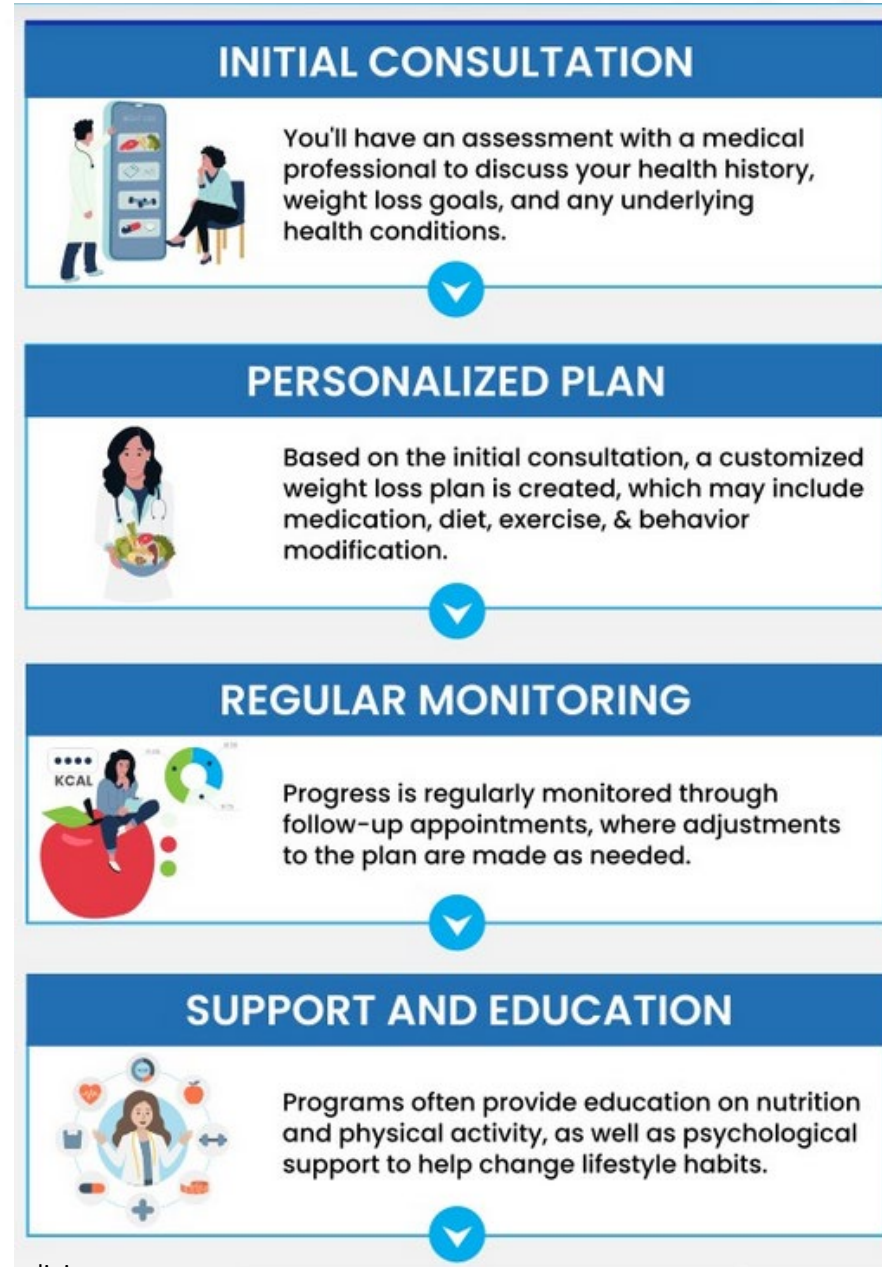 INITIAL CONSULTATION
You'll have an assessment with a medical
professional to discuss your health history,
weight loss goals, and any underlying
health conditions.
PERSONALIZED PLAN
Based on the initial consultation, a customized
weight loss plan is created, which may include
medication, diet, exercise, & behavior
modification.
REGULAR MONITORING
KCAL
Progress is regularly monitored through
follow-up appointments, where adjustments
to the plan are made as needed.
SUPPORT AND EDUCATION
Programs often provide education on nutrition
and physical activity, as well as psychological
support to help change lifestyle habits.